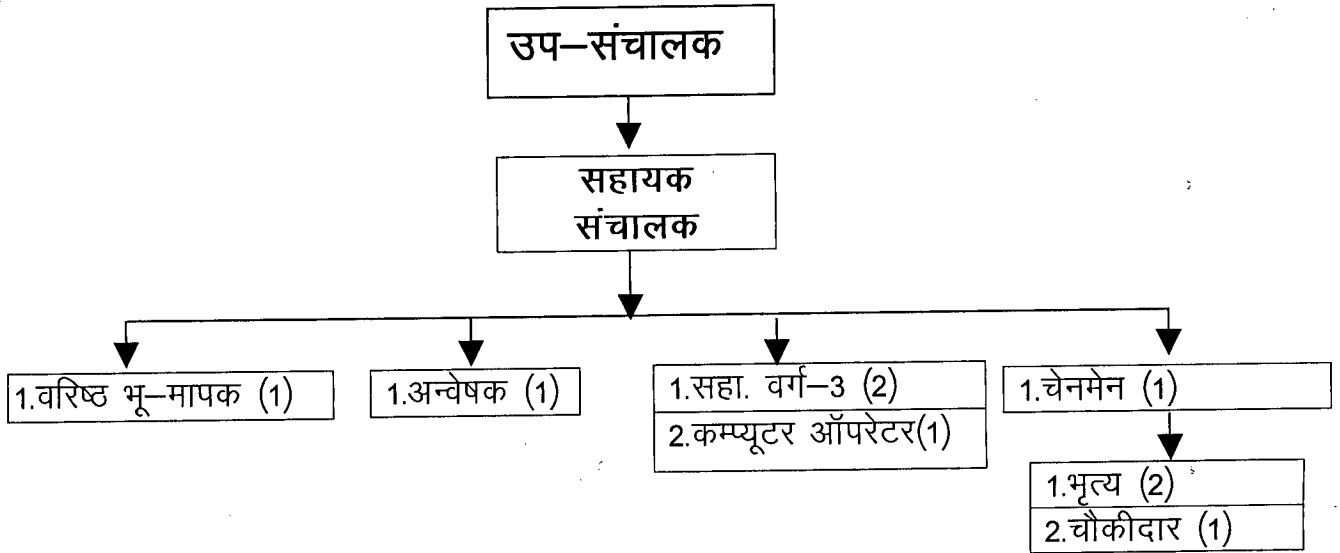 उप–संचालक
सहायक
संचालक
1.वरिष्ठ भू–मापक (1)
1.अन्वेषक (1)
1.सहा. वर्ग–3 (2)
2.कम्प्यूटर ऑपरेटर(1)
1.चेनमेन (1)
1.भृत्य (2)
2.चौकीदार (1)